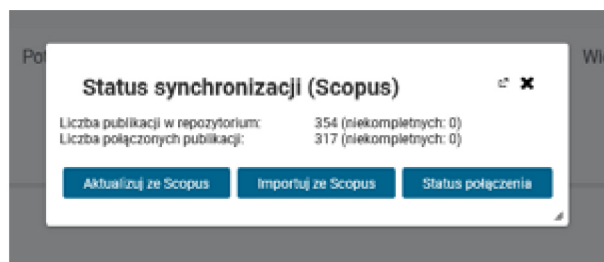 Status synchronizacji (Scopus)
Liczba publikacji w repozytorium: 354 (niekompletnych: 0)
Liczba połączonych publikacji: 317 (niekompletnych: 0)
Aktualizuj ze Scopus Importuj ze Scopus Status połączenia